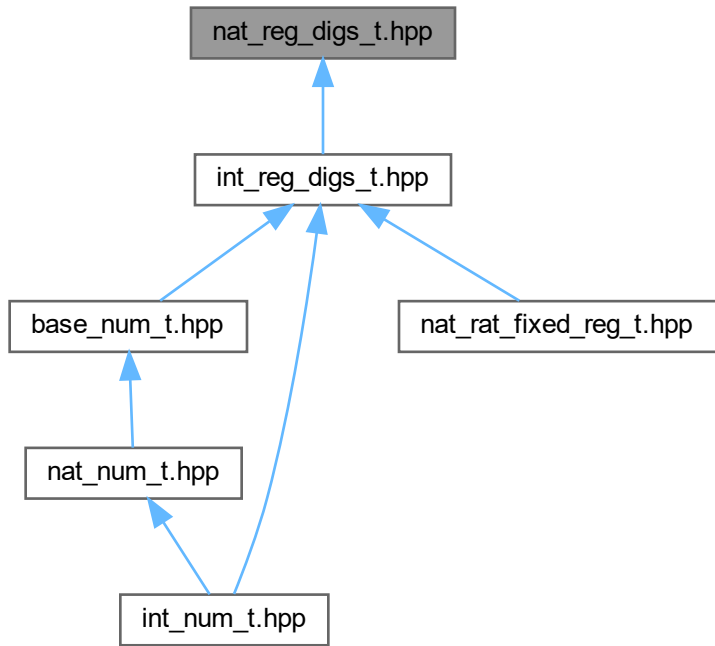 nat_reg_digs_t.hpp
int_reg_digs_t.hpp
base_num_t.hpp
nat_rat_fixed_reg_t.hpp
nat_num_t.hpp
int_num_t.hpp